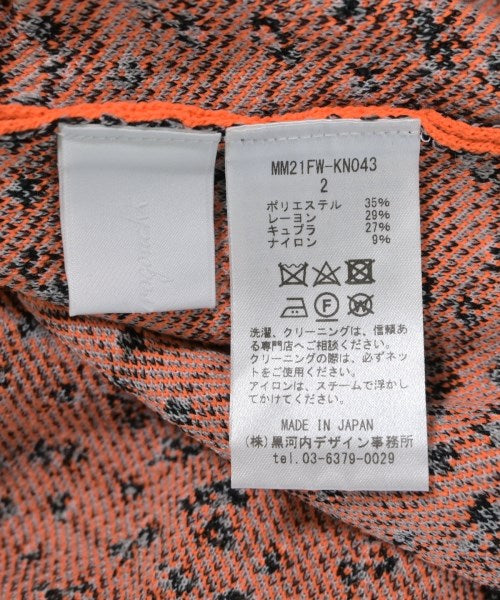 MM21FW-KN043
2
ポリエステル 35%
レーヨン 29%
キュプラ 27%
ナイロン 9%
F
W
洗濯、クリーニングは、信頼あ
る専門店へご相談ください。
クリーニングの際は、必ずネッ
トをご使用ください。
アイロンは、スチームで浮かし
てかけてください。
MADE IN JAPAN
(株)黒河内デザイン事務所
tel.03-6379-0029